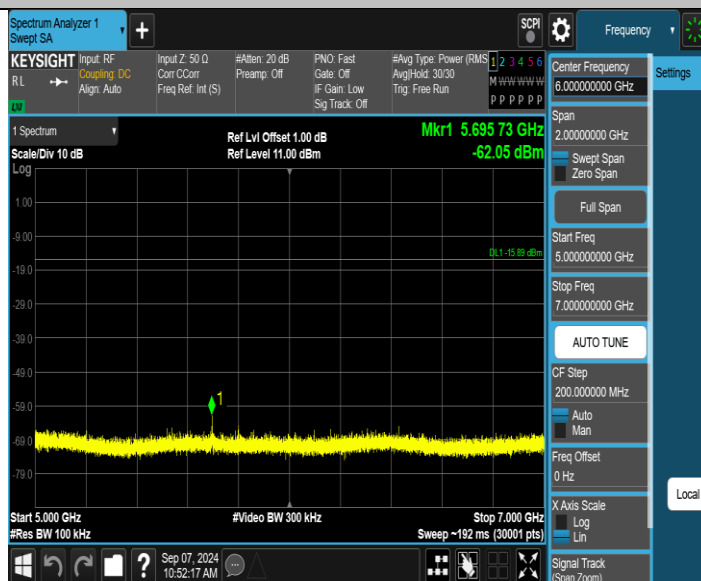 Spectrum Analyzer 1
Swept SA
+
SCPI
Frequency
KEYSIGHT
RL
Input: RF
Coupling: DC
Align: Auto
Input Z: 50 Ω
Corr CCorr
Freq Ref: Int (S)
#Atten: 20 dB
Preamp: Off
PNO: Fast
Gate: Off
IF Gain: Low
Sig Track: Off
#Avg Type: Power (RMS
Avg|Hold: 30/30
Trig: Free Run
1 2 3 4 5 6
M W W W W W
P P P P P P
1 Spectrum
Scale/Div 10 dB
Log
Ref Lvl Offset 1.00 dB
Ref Level 11.00 dBm
Mkr1 5.695 73 GHz
-62.05 dBm
1.00
-9.00
DL1 -15.89 dBm
-19.0
-29.0
-39.0
-49.0
-59.0
1
-69.0
-79.0
Start 5.000 GHz
#Res BW 100 kHz
#Video BW 300 kHz
Stop 7.000 GHz
Sweep ~192 ms (30001 pts)
?
Sep 07, 2024
10:52:17 AM
Center Frequency
6.000000000 GHz
Span
2.00000000 GHz
Swept Span
Zero Span
Full Span
Start Freq
5.000000000 GHz
Stop Freq
7.000000000 GHz
AUTO TUNE
CF Step
200.000000 MHz
Auto
Man
Freq Offset
0 Hz
X Axis Scale
Log
Lin
Signal Track
(Span Zoom)
Settings
Local